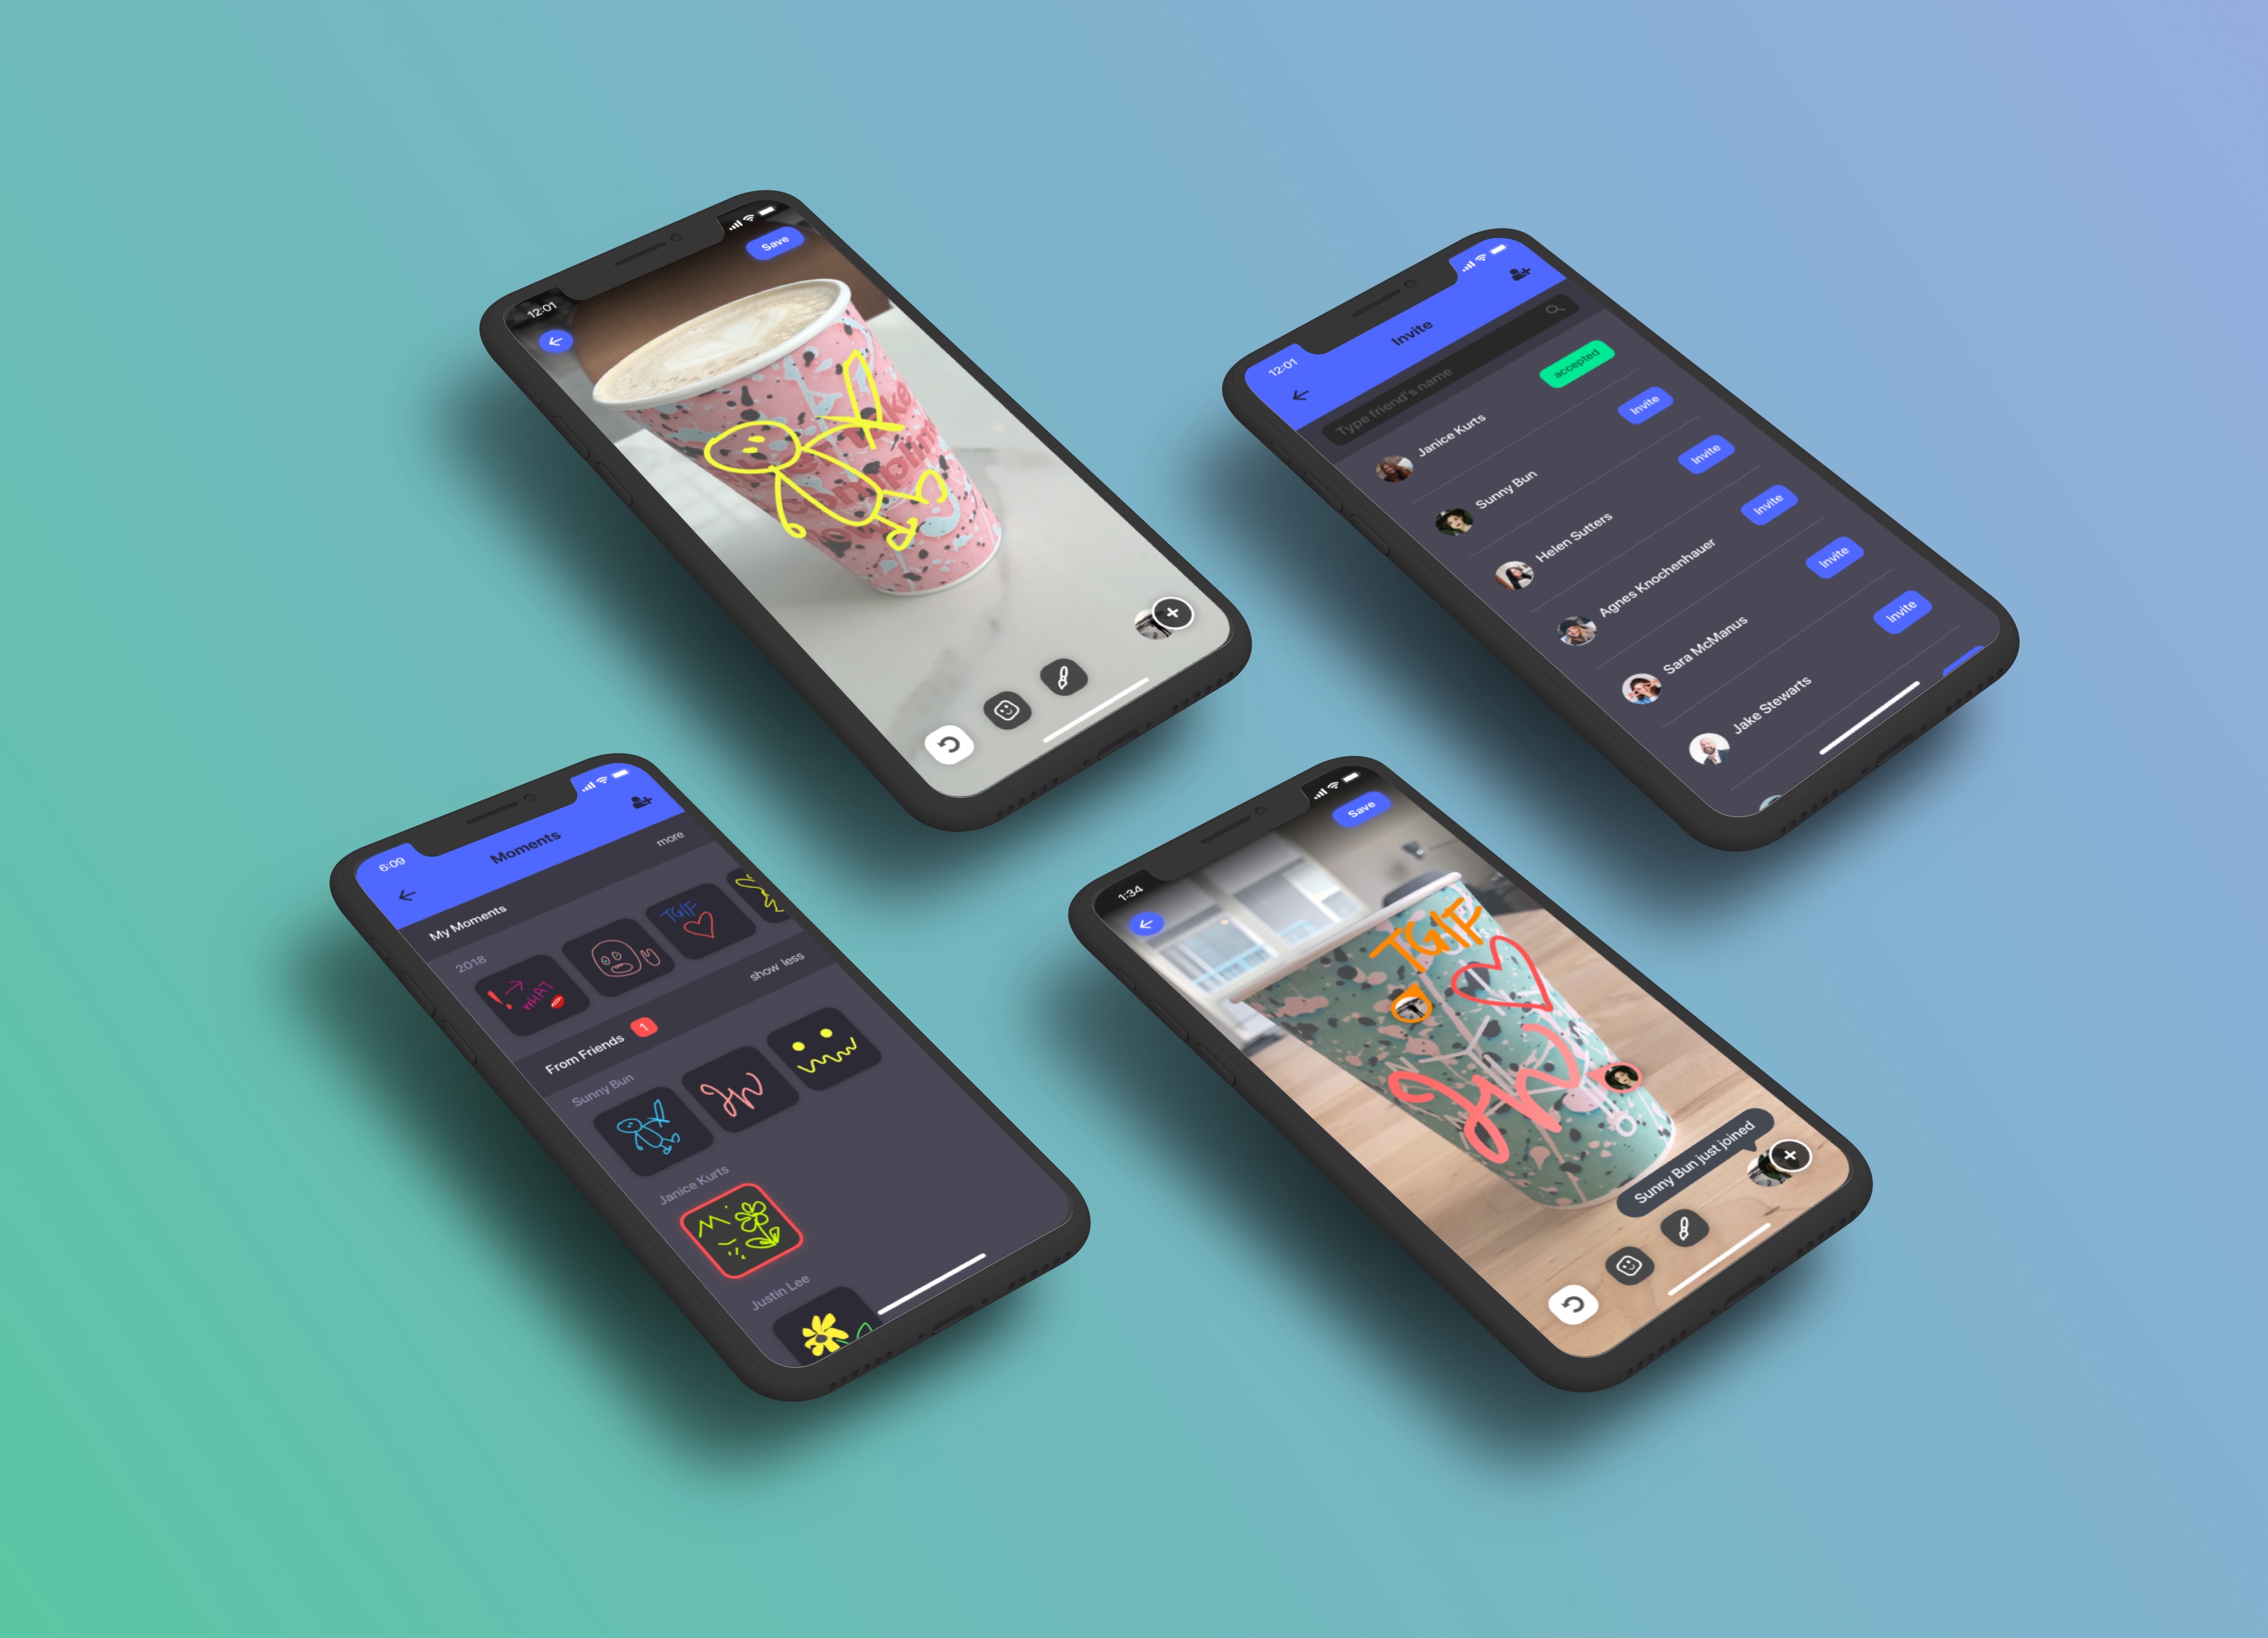 12:01
Save
12:01
Invite
Type friend's name
Janice Kurts
accepted
Sunny Bun
Invite
Helen Sutters
Invite
Agnes Knochenhauer
Invite
Sara McManus
Invite
Jake Stewarts
Invite
6:09
Moments
My Moments
more
2018
WHAT
TGIF
From Friends
1
show less
Sunny Bun
Janice Kurts
Justin Lee
1:34
Save
TGIF
Sunny Bun just joined